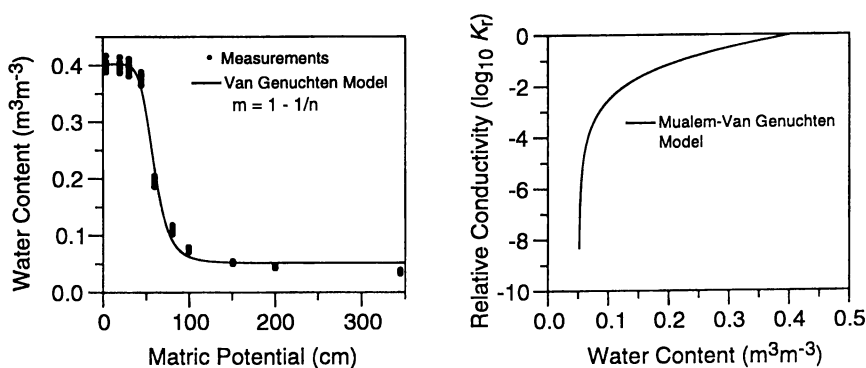 Water Content (m³m⁻³)
0.4
0.3
0.2
0.1
0.0
Measurements
Van Genuchten Model
m = 1 - 1/n
0
100
200
300
Matric Potential (cm)
Relative Conductivity (log₁₀ Kr)
0
-2
-4
-6
-8
-10
Mualem-Van Genuchten
Model
0.0
0.1
0.2
0.3
0.4
0.5
Water Content (m³m⁻³)